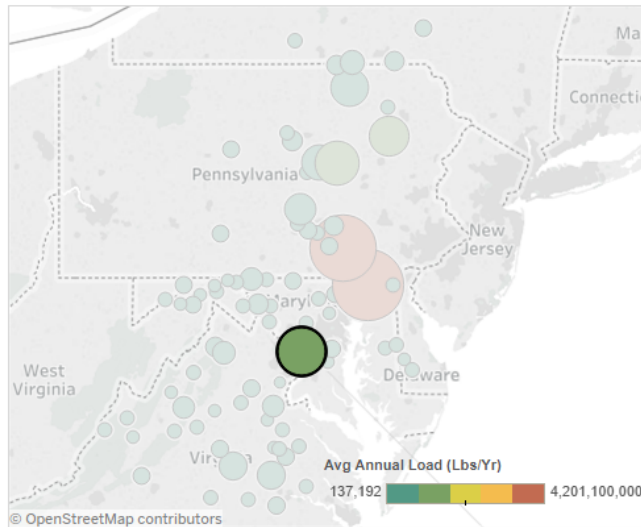 Ma
Connectic
Pennsylvania
New
Jersey
Maryl
West
Virginia
Delaware
Virginia
Avg Annual Load (Lbs/Yr)
137,192 4,201,100,000
© OpenStreetMap contributors